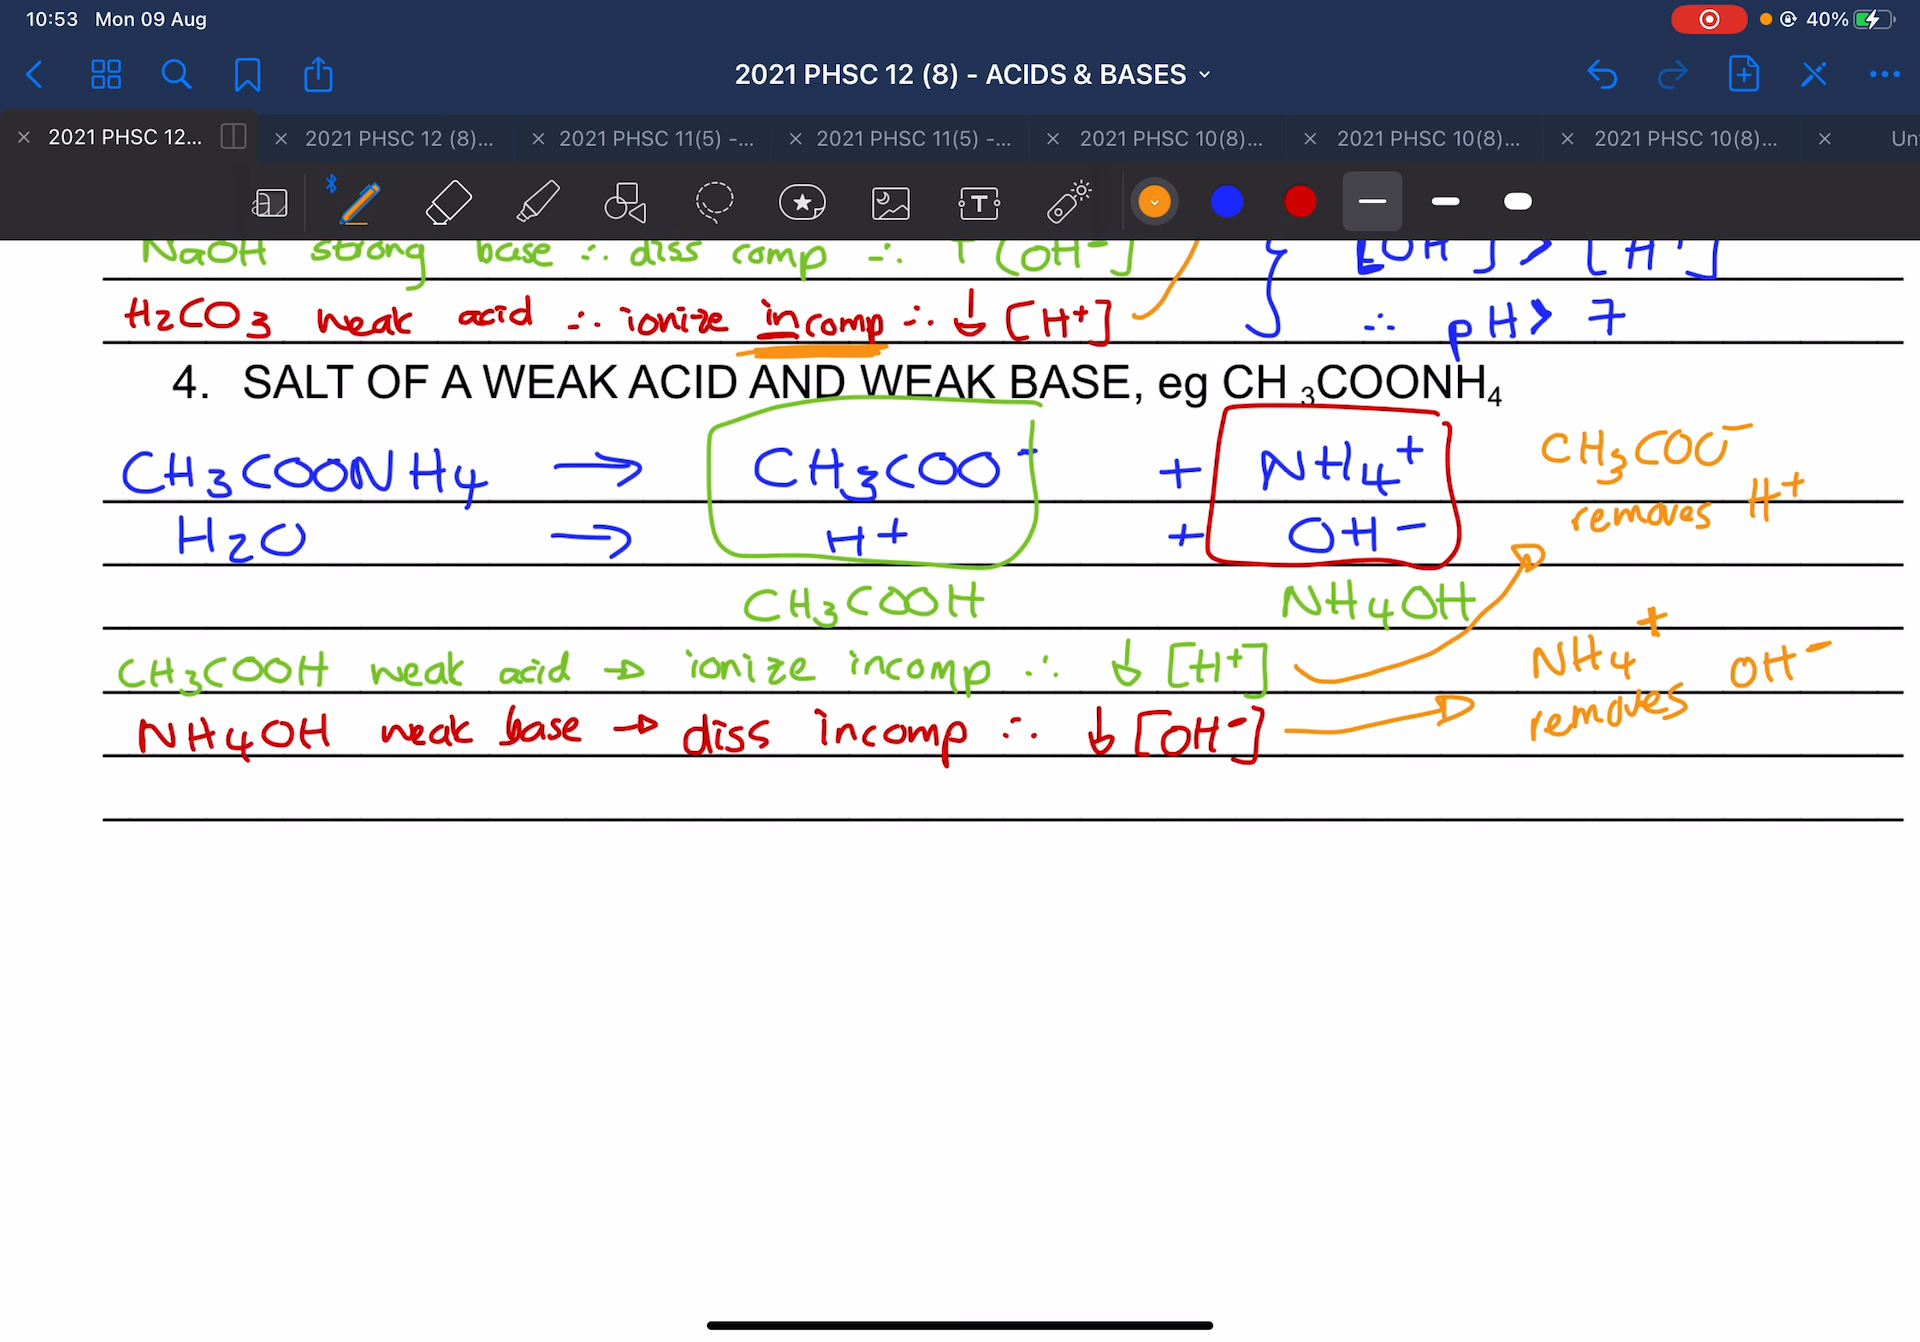 10:53 Mon 09 Aug 40%
2021 PHSC 12 (8) - ACIDS & BASES
2021 PHSC 12... 2021 PHSC 12 (8)... 2021 PHSC 11(5) -... 2021 PHSC 11(5) -... 2021 PHSC 10(8)... 2021 PHSC 10(8)... 2021 PHSC 10(8)... Un
NaOH strong base ∴ diss comp ∴ ↑ [OH⁻] } [OH⁻] > [H⁺]
H₂CO₃ weak acid ∴ ionize incomp ∴ ↓ [H⁺] ∴ pH > 7
4. SALT OF A WEAK ACID AND WEAK BASE, eg CH ₃COONH₄
CH₃COONH₄ → CH₃COO⁻ + NH₄⁺
H₂O → H⁺ + OH⁻
CH₃COO⁻
removes H⁺
CH₃COOH NH₄OH
CH₃COOH weak acid → ionize incomp ∴ ↓ [H⁺]
NH₄OH weak base → diss incomp ∴ ↓ [OH⁻]
NH₄⁺ OH⁻
removes